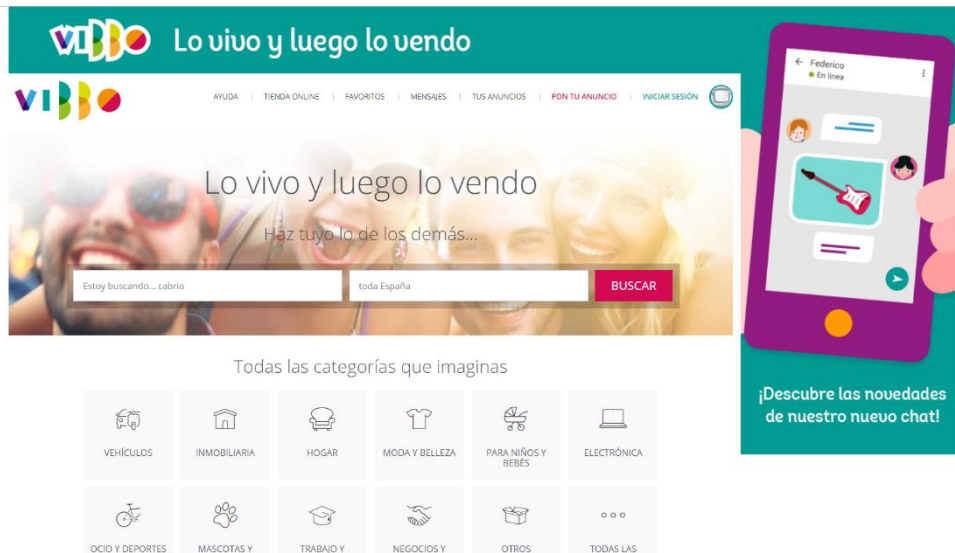 VIBBO Lo vivo y luego lo vendo
VIBBO
AYUDA | TIENDA ONLINE | FAVORITOS | MENSAJES | TUS ANUNCIOS | PON TU ANUNCIO | INICIAR SESIÓN
Lo vivo y luego lo vendo
Haz tuyo lo de los demás...
Estoy buscando... cabrio
toda España
BUSCAR
Todas las categorías que imaginas
VEHÍCULOS
INMOBILIARIA
HOGAR
MODA Y BELLEZA
PARA NIÑOS Y
BEBÉS
ELECTRÓNICA
OCIO Y DEPORTES
MASCOTAS Y
TRABAJO Y
NEGOCIOS Y
OTROS
TODAS LAS
Federico
En línea
¡Descubre las novedades
de nuestro nuevo chat!